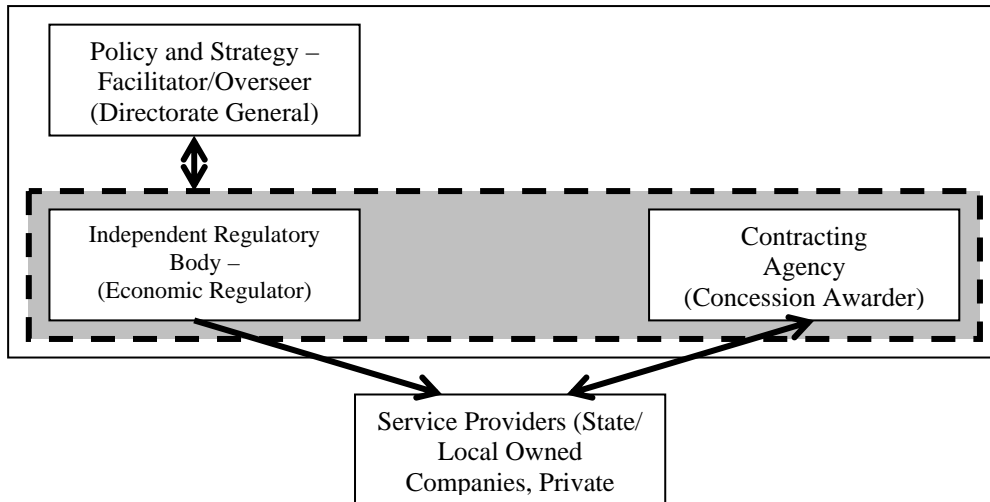 Policy and Strategy –
Facilitator/Overseer
(Directorate General)
Independent Regulatory
Body –
(Economic Regulator)
Contracting
Agency
(Concession Awarder)
Service Providers (State/
Local Owned
Companies, Private